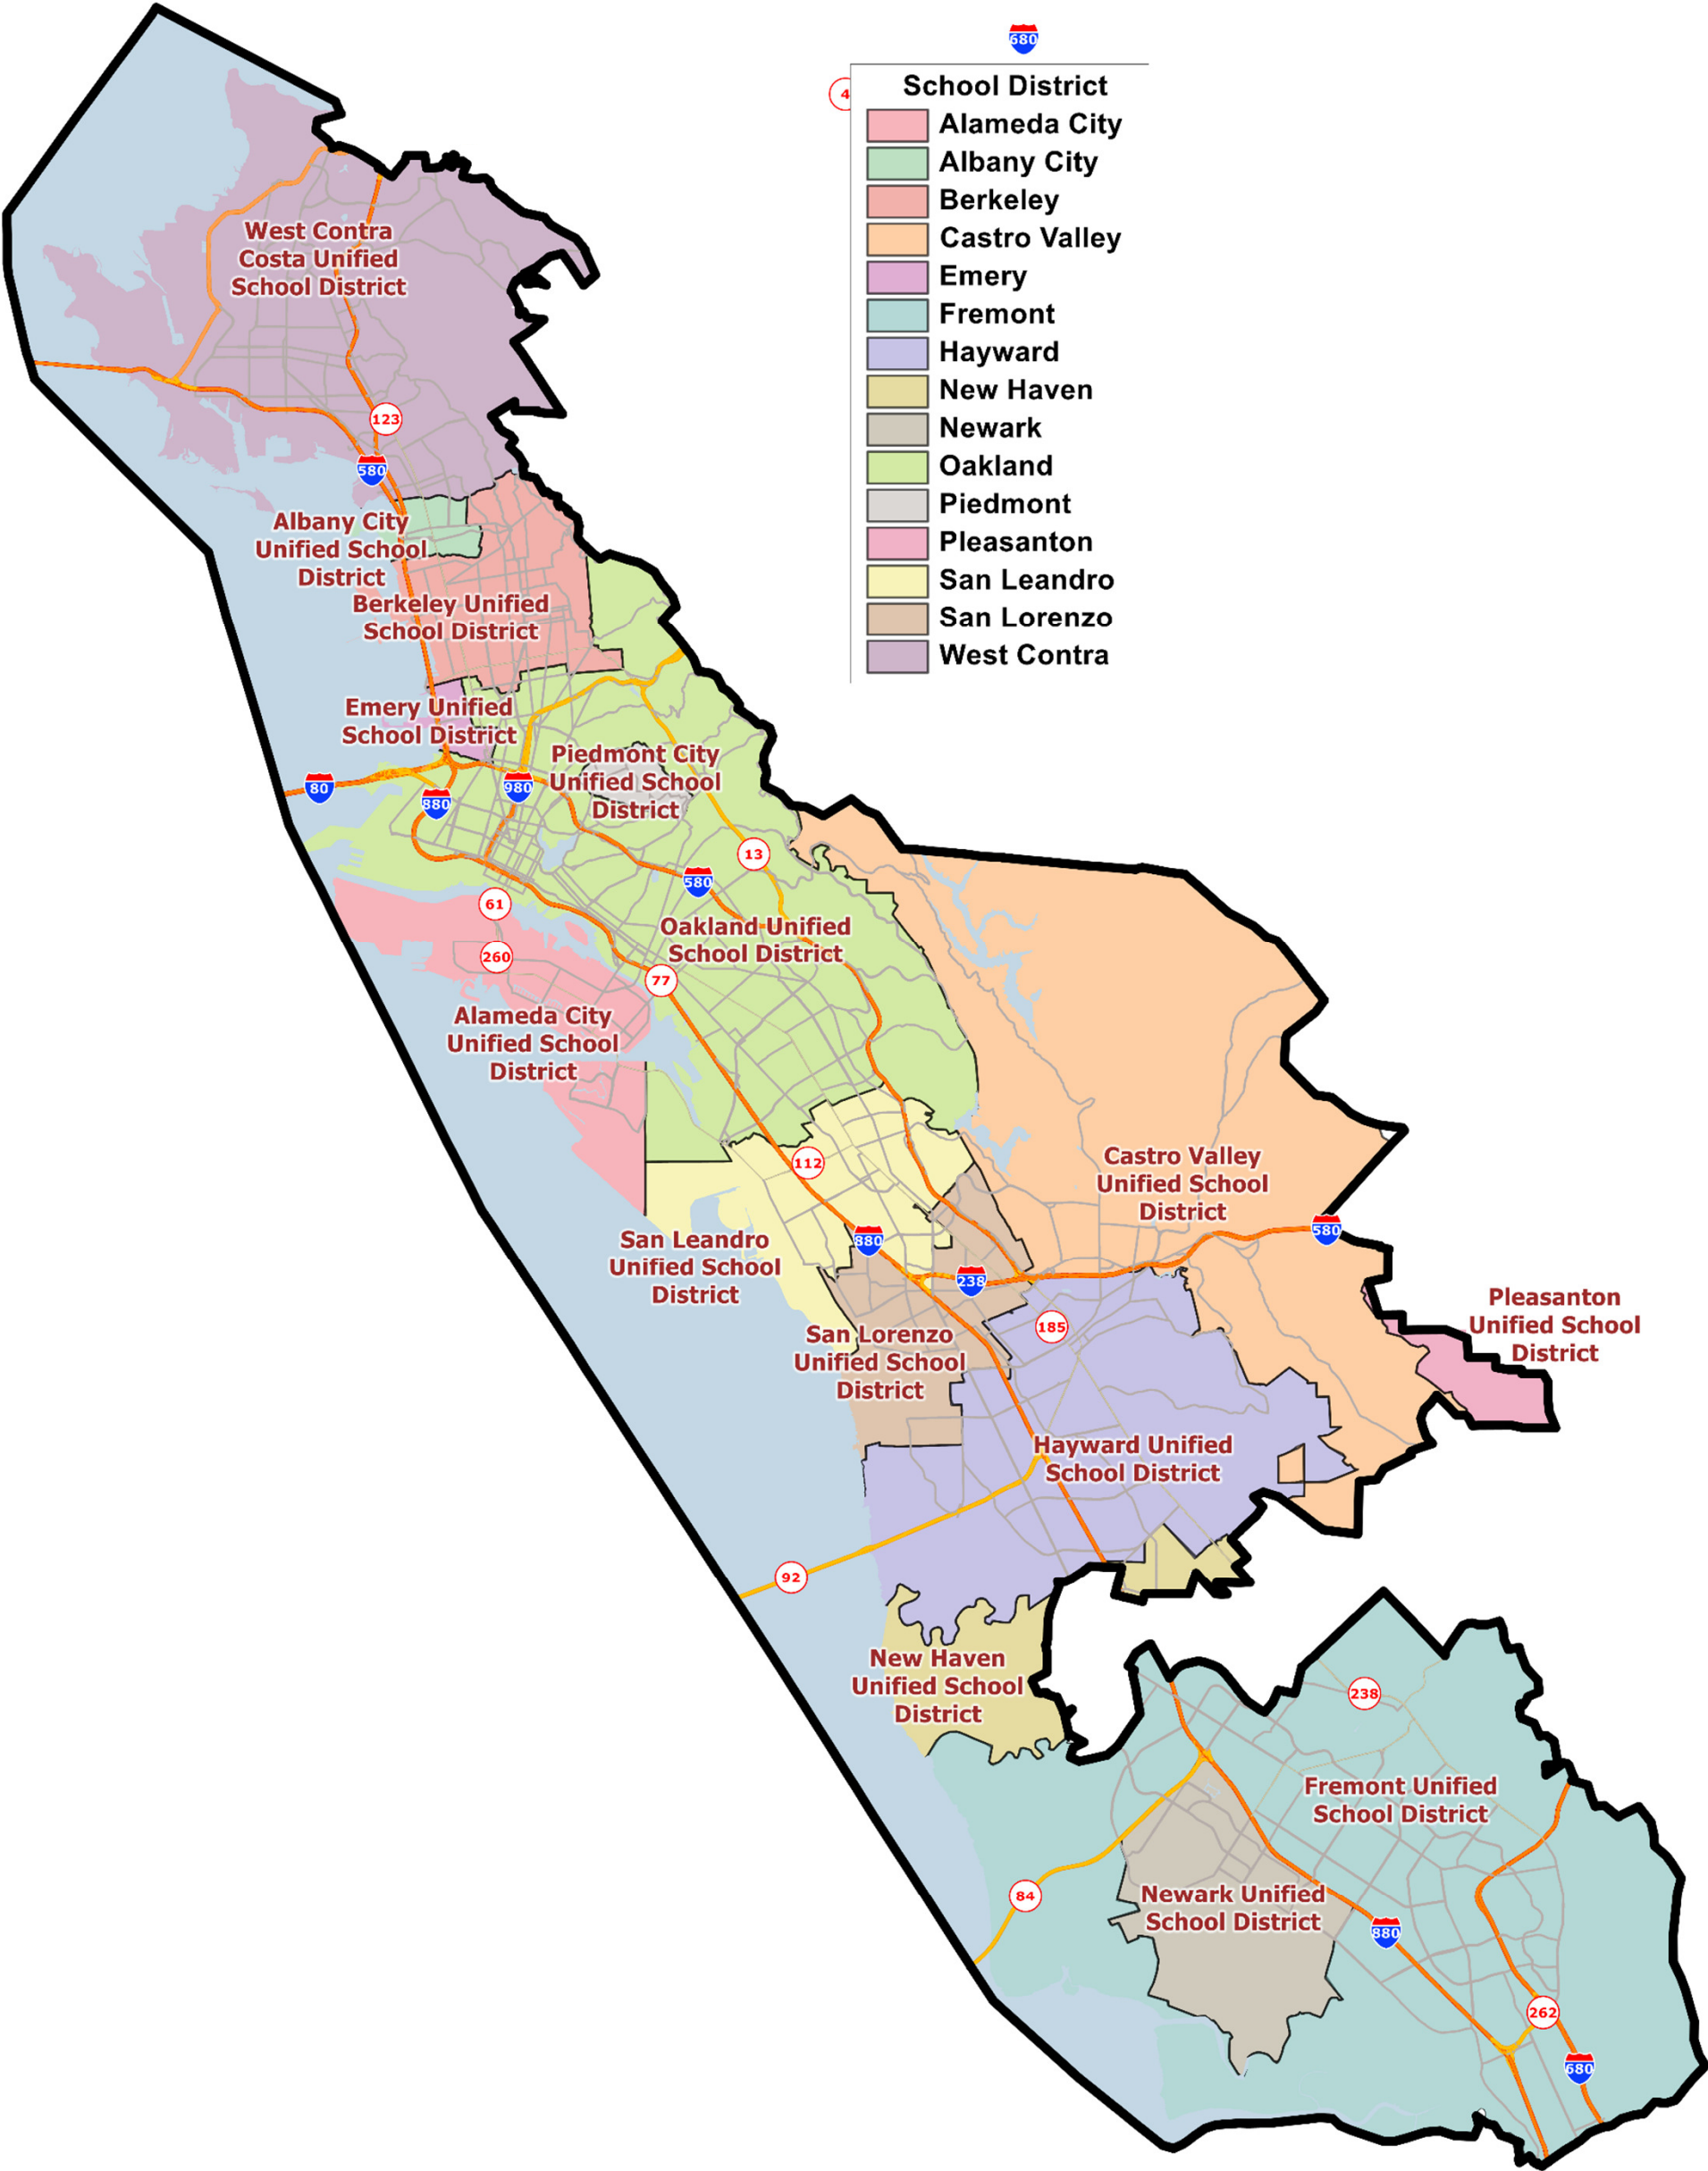 680
4
School District
Alameda City
Albany City
Berkeley
Castro Valley
Emery
Fremont
Hayward
New Haven
Newark
Oakland
Piedmont
Pleasanton
San Leandro
San Lorenzo
West Contra
West Contra
Costa Unified
School District
123
580
Albany City
Unified School
District
Berkeley Unified
School District
Emery Unified
School District
Piedmont City
Unified School
District
80
880
980
13
580
61
Oakland Unified
School District
260
77
Alameda City
Unified School
District
112
Castro Valley
Unified School
District
580
San Leandro
Unified School
District
880
238
185
Pleasanton
Unified School
District
San Lorenzo
Unified School
District
Hayward Unified
School District
92
New Haven
Unified School
District
238
Fremont Unified
School District
84
Newark Unified
School District
880
262
680